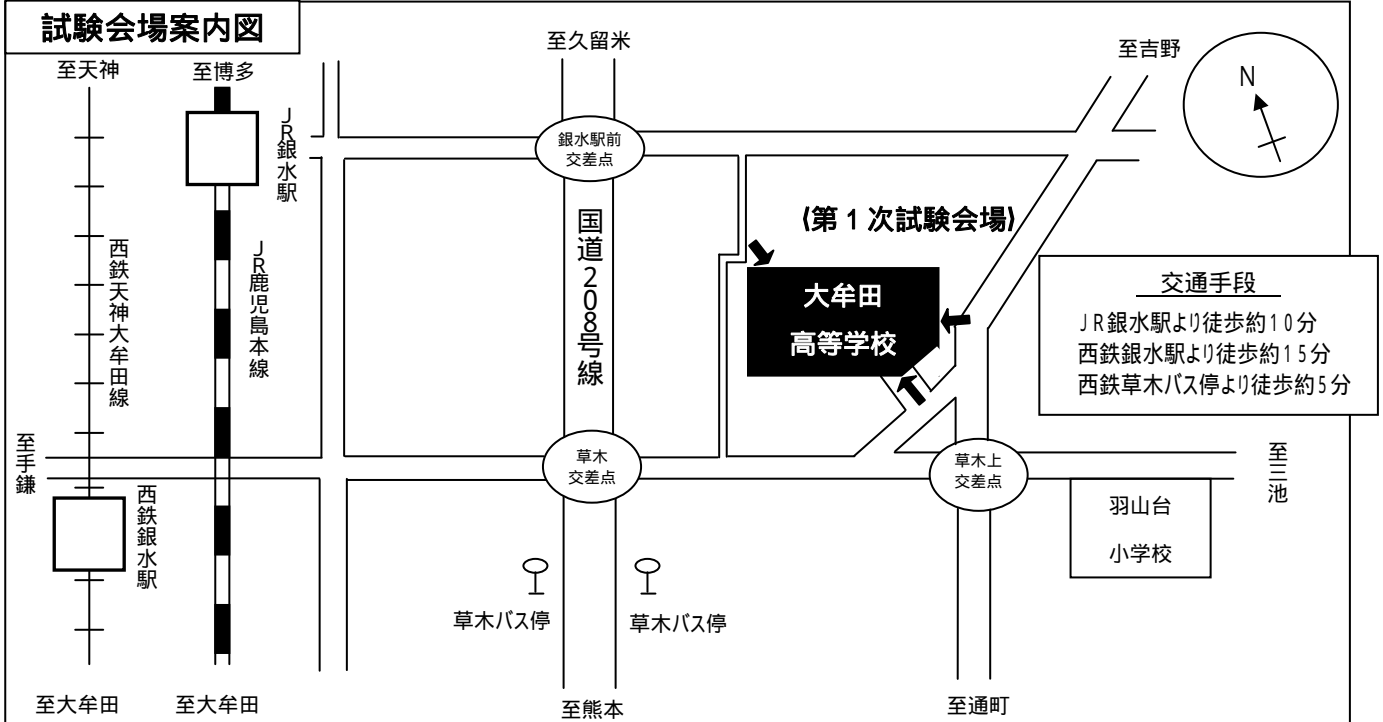 試験会場案内図
至天神
至博多
至久留米
至吉野
N
JR銀水駅
銀水駅前
交差点
西鉄天神大牟田線
JR鹿児島本線
国道208号線
(第1次試験会場)
大牟田
高等学校
交通手段
JR銀水駅より徒歩約10分
西鉄銀水駅より徒歩約15分
西鉄草木バス停より徒歩約5分
至手鎌
西鉄銀水駅
草木
交差点
草木上
交差点
至三池
羽山台
小学校
草木バス停
草木バス停
至大牟田
至大牟田
至熊本
至通町